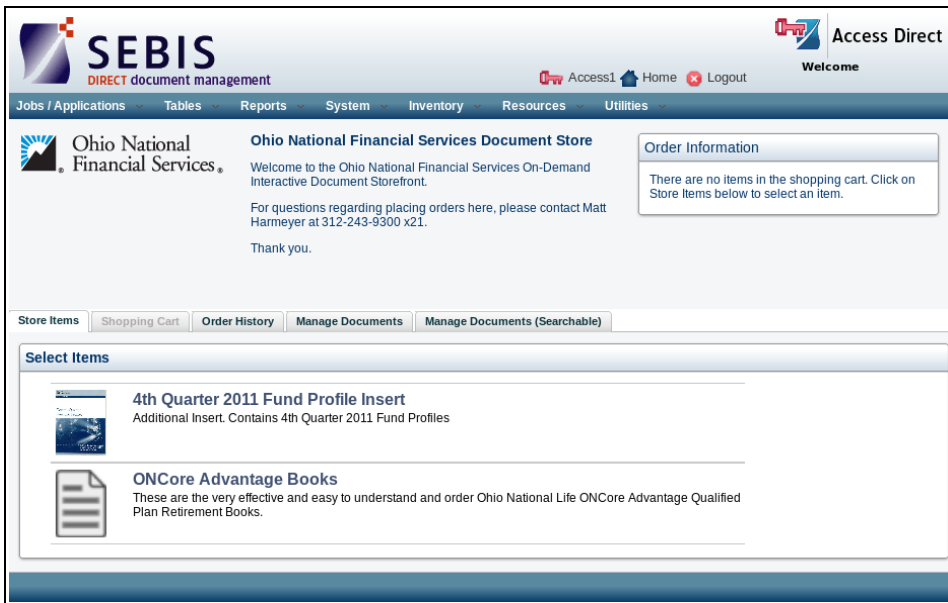 SEBIS
DIRECT document management
Access Direct
Welcome
Access1 Home Logout
Jobs / Applications Tables Reports System Inventory Resources Utilities
Ohio National
Financial Services®
Ohio National Financial Services Document Store
Welcome to the Ohio National Financial Services On-Demand
Interactive Document Storefront.
For questions regarding placing orders here, please contact Matt
Harmeyer at 312-243-9300 x21.
Thank you.
Order Information
There are no items in the shopping cart. Click on
Store Items below to select an item.
Store Items Shopping Cart Order History Manage Documents Manage Documents (Searchable)
Select Items
4th Quarter 2011 Fund Profile Insert
Additional Insert. Contains 4th Quarter 2011 Fund Profiles
ONCore Advantage Books
These are the very effective and easy to understand and order Ohio National Life ONCore Advantage Qualified
Plan Retirement Books.